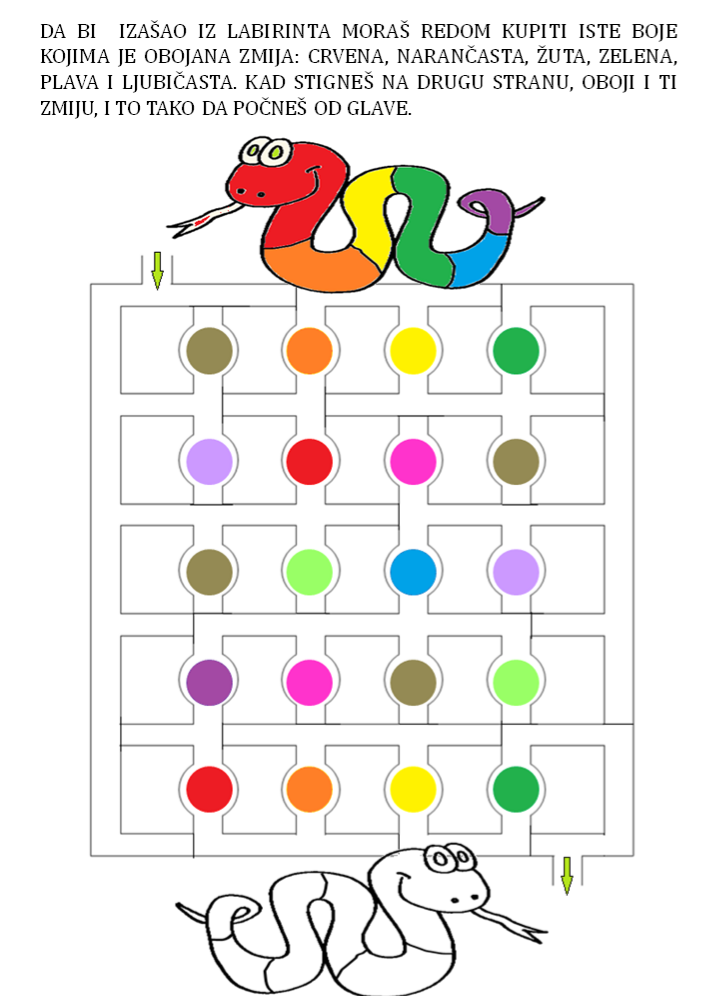 DA BI IZAŠAO IZ LABIRINTA MORAŠ REDOM KUPITI ISTE BOJE
KOJIMA JE OBOJANA ZMIJA: CRVENA, NARANČASTA, ŽUTA, ZELENA,
PLAVA I LJUBIČASTA. KAD STIGNEŠ NA DRUGU STRANU, OBOJI I TI
ZMIJU, I TO TAKO DA POČNEŠ OD GLAVE.